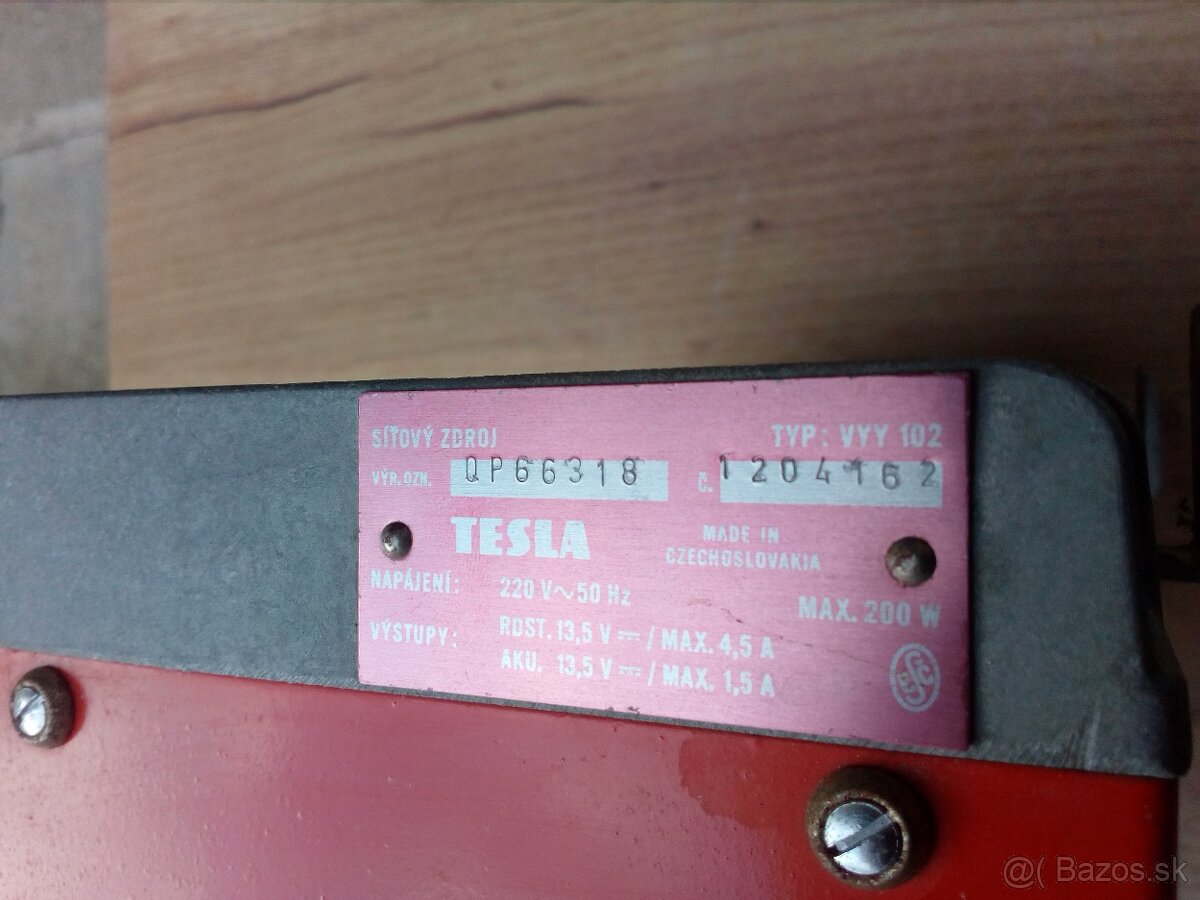 SÍŤOVÝ ZDROJ TYP: VYY 102
VÝR. OZN. QP66318 Č. 1204162
TESLA MADE IN
CZECHOSLOVAKIA
NAPÁJENÍ: 220 V~50 Hz MAX. 200 W
VÝSTUPY: RDST. 13,5 V ⎓ / MAX. 4,5 A
AKU. 13,5 V ⎓ / MAX. 1,5 A
@( Bazos.sk